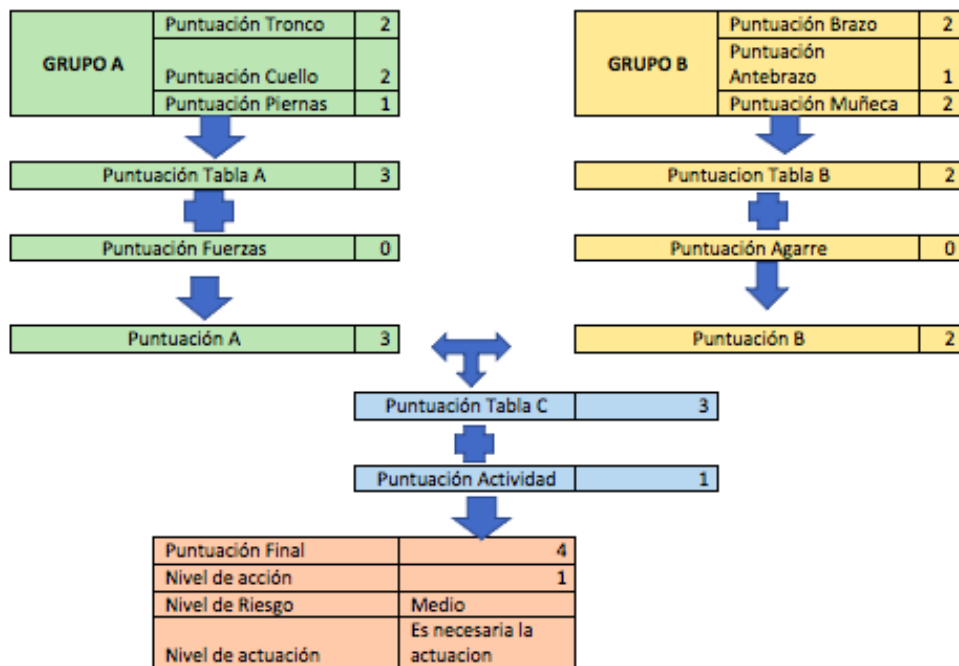 GRUPO A
Puntuación Tronco 2
Puntuación Cuello 2
Puntuación Piernas 1
GRUPO B
Puntuación Brazo 2
Puntuación
Antebrazo 1
Puntuación Muñeca 2
Puntuación Tabla A 3
Puntuacion Tabla B 2
Puntuación Fuerzas 0
Puntuación Agarre 0
Puntuación A 3
Puntuación B 2
Puntuación Tabla C 3
Puntuación Actividad 1
Puntuación Final 4
Nivel de acción 1
Nivel de Riesgo Medio
Nivel de actuación Es necesaria la
actuacion